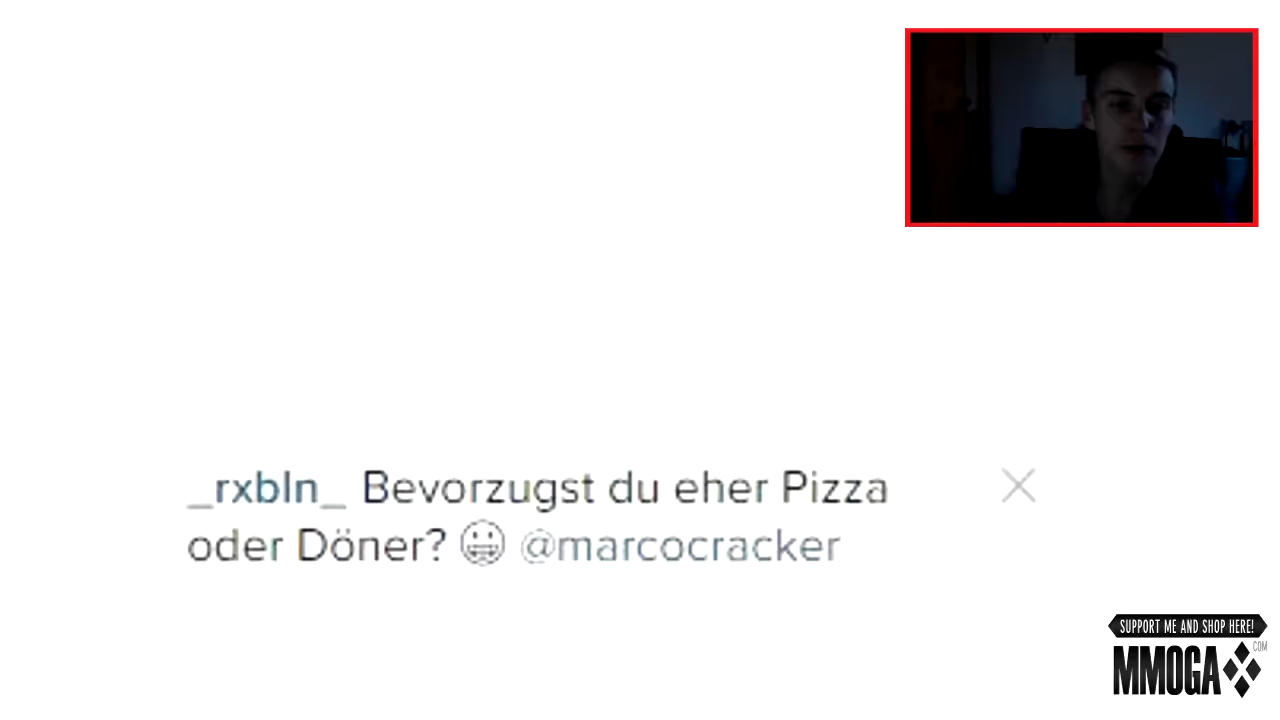 _rxbln_ Bevorzugst du eher Pizza
oder Döner? 😀 @marcocracker
SUPPORT ME AND SHOP HERE!
MMOGA.COM